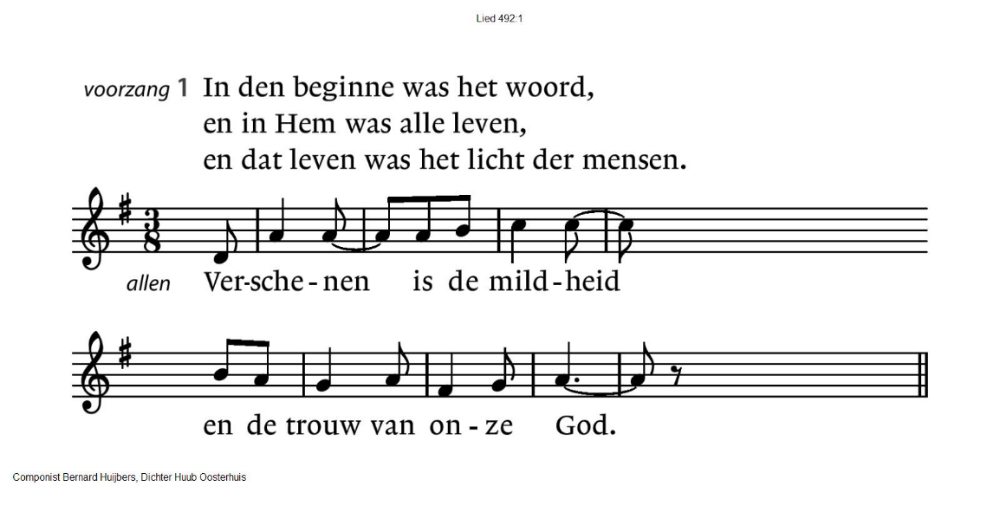 Lied 492:1
voorzang 1 In den beginne was het woord,
en in Hem was alle leven,
en dat leven was het licht der mensen.
3
8
allen Ver-sche-nen is de mild-heid
en de trouw van on-ze God.
Componist Bernard Huijbers, Dichter Huub Oosterhuis